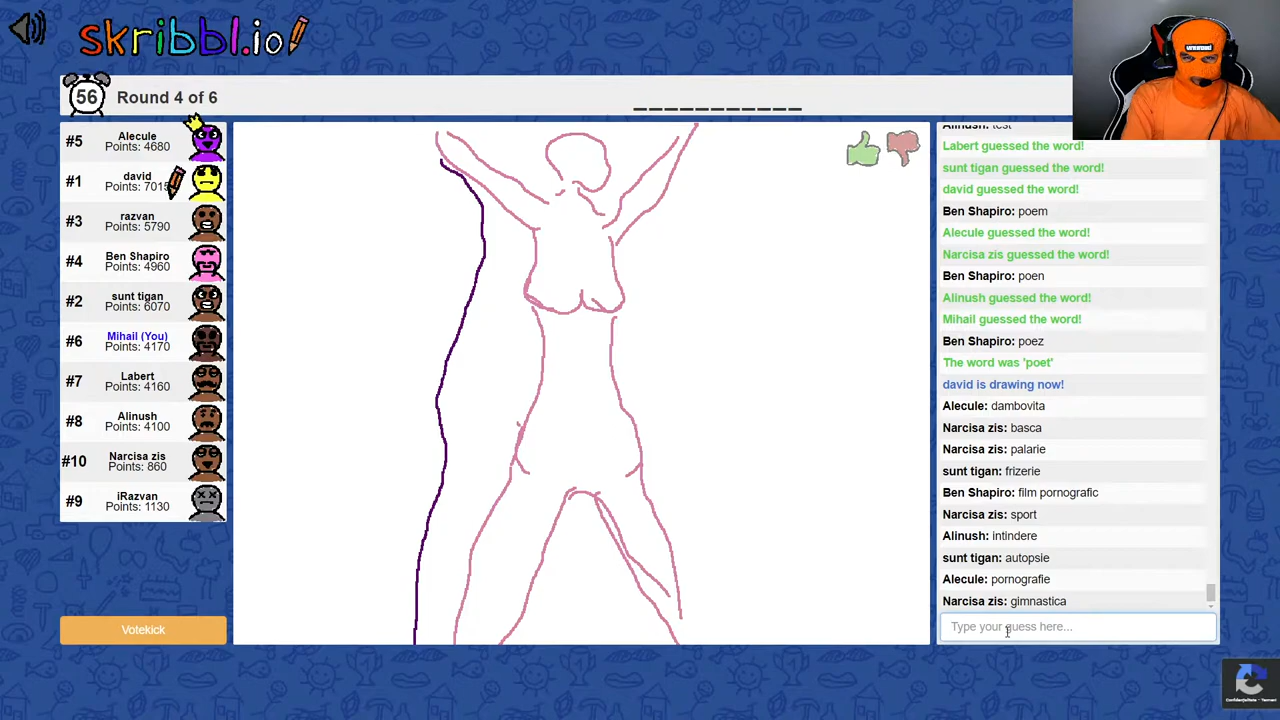 skribbl.io
56
Round 4 of 6
___________
#5
Alecule
Points: 4680
#1
david
Points: 7015
#3
razvan
Points: 5790
#4
Ben Shapiro
Points: 4960
#2
sunt tigan
Points: 6070
#6
Mihail (You)
Points: 4170
#7
Labert
Points: 4160
#8
Alinush
Points: 4100
#10
Narcisa zis
Points: 860
#9
iRazvan
Points: 1130
Votekick
Alinush: test
Labert guessed the word!
sunt tigan guessed the word!
david guessed the word!
Ben Shapiro: poem
Alecule guessed the word!
Narcisa zis guessed the word!
Ben Shapiro: poen
Alinush guessed the word!
Mihail guessed the word!
Ben Shapiro: poez
The word was 'poet'
david is drawing now!
Alecule: dambovita
Narcisa zis: basca
Narcisa zis: palarie
sunt tigan: frizerie
Ben Shapiro: film pornografic
Narcisa zis: sport
Alinush: intindere
sunt tigan: autopsie
Alecule: pornografie
Narcisa zis: gimnastica
Type your guess here...